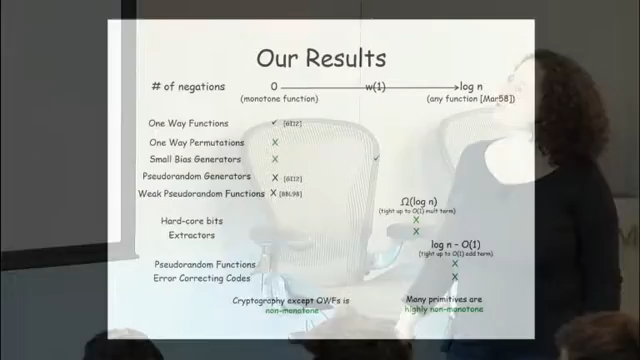 Our Results
# of negations 0 w(1) log n
(monotone function) (any function [Mar58])
One Way Functions ✓ [GI12]
One Way Permutations X
Small Bias Generators X ✓
Pseudorandom Generators X [GI12]
Weak Pseudorandom Functions X [BBL98]
Ω(log n)
(tight up to O(1) mult term)
Hard-core bits X
Extractors X
log n - O(1)
(tight up to O(1) add term)
Pseudorandom Functions X
Error Correcting Codes X
Cryptography except OWFs is
non-monotone
Many primitives are
highly non-monotone